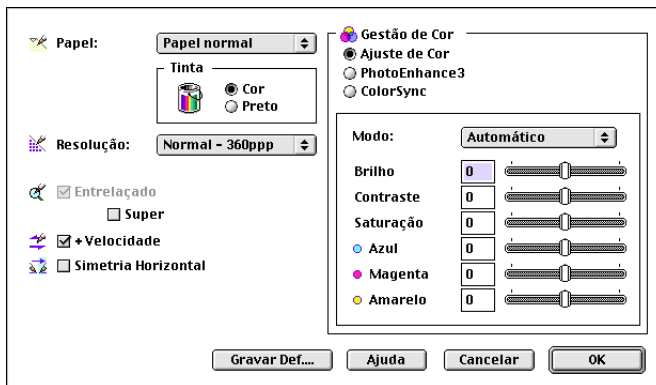 Papel: Papel normal
Tinta
Cor
Preto
Resolução: Normal - 360ppp
Entrelaçado
Super
+Velocidade
Simetria Horizontal
Gestão de Cor
Ajuste de Cor
PhotoEnhance3
ColorSync
Modo: Automático
Brilho 0
Contraste 0
Saturação 0
Azul 0
Magenta 0
Amarelo 0
Gravar Def.... Ajuda Cancelar OK